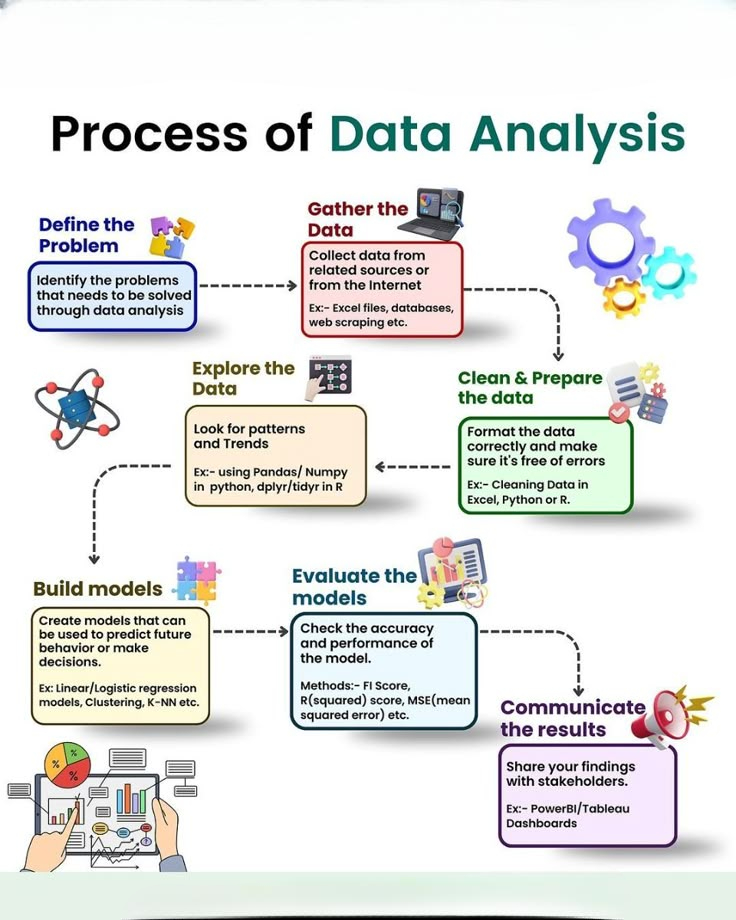 Process of Data Analysis
Define the
Problem
Identify the problems
that needs to be solved
through data analysis
Gather the
Data
Collect data from
related sources or
from the Internet
Ex:- Excel files, databases,
web scraping etc.
Explore the
Data
Look for patterns
and Trends
Ex:- using Pandas/ Numpy
in python, dplyr/tidyr in R
Clean & Prepare
the data
Format the data
correctly and make
sure it's free of errors
Ex:- Cleaning Data in
Excel, Python or R.
Build models
Create models that can
be used to predict future
behavior or make
decisions.
Ex: Linear/Logistic regression
models, Clustering, K-NN etc.
Evaluate the
models
Check the accuracy
and performance of
the model.
Methods:- FI Score,
R(squared) score, MSE(mean
squared error) etc.
Communicate
the results
Share your findings
with stakeholders.
Ex:- PowerBI/Tableau
Dashboards
%
%
%